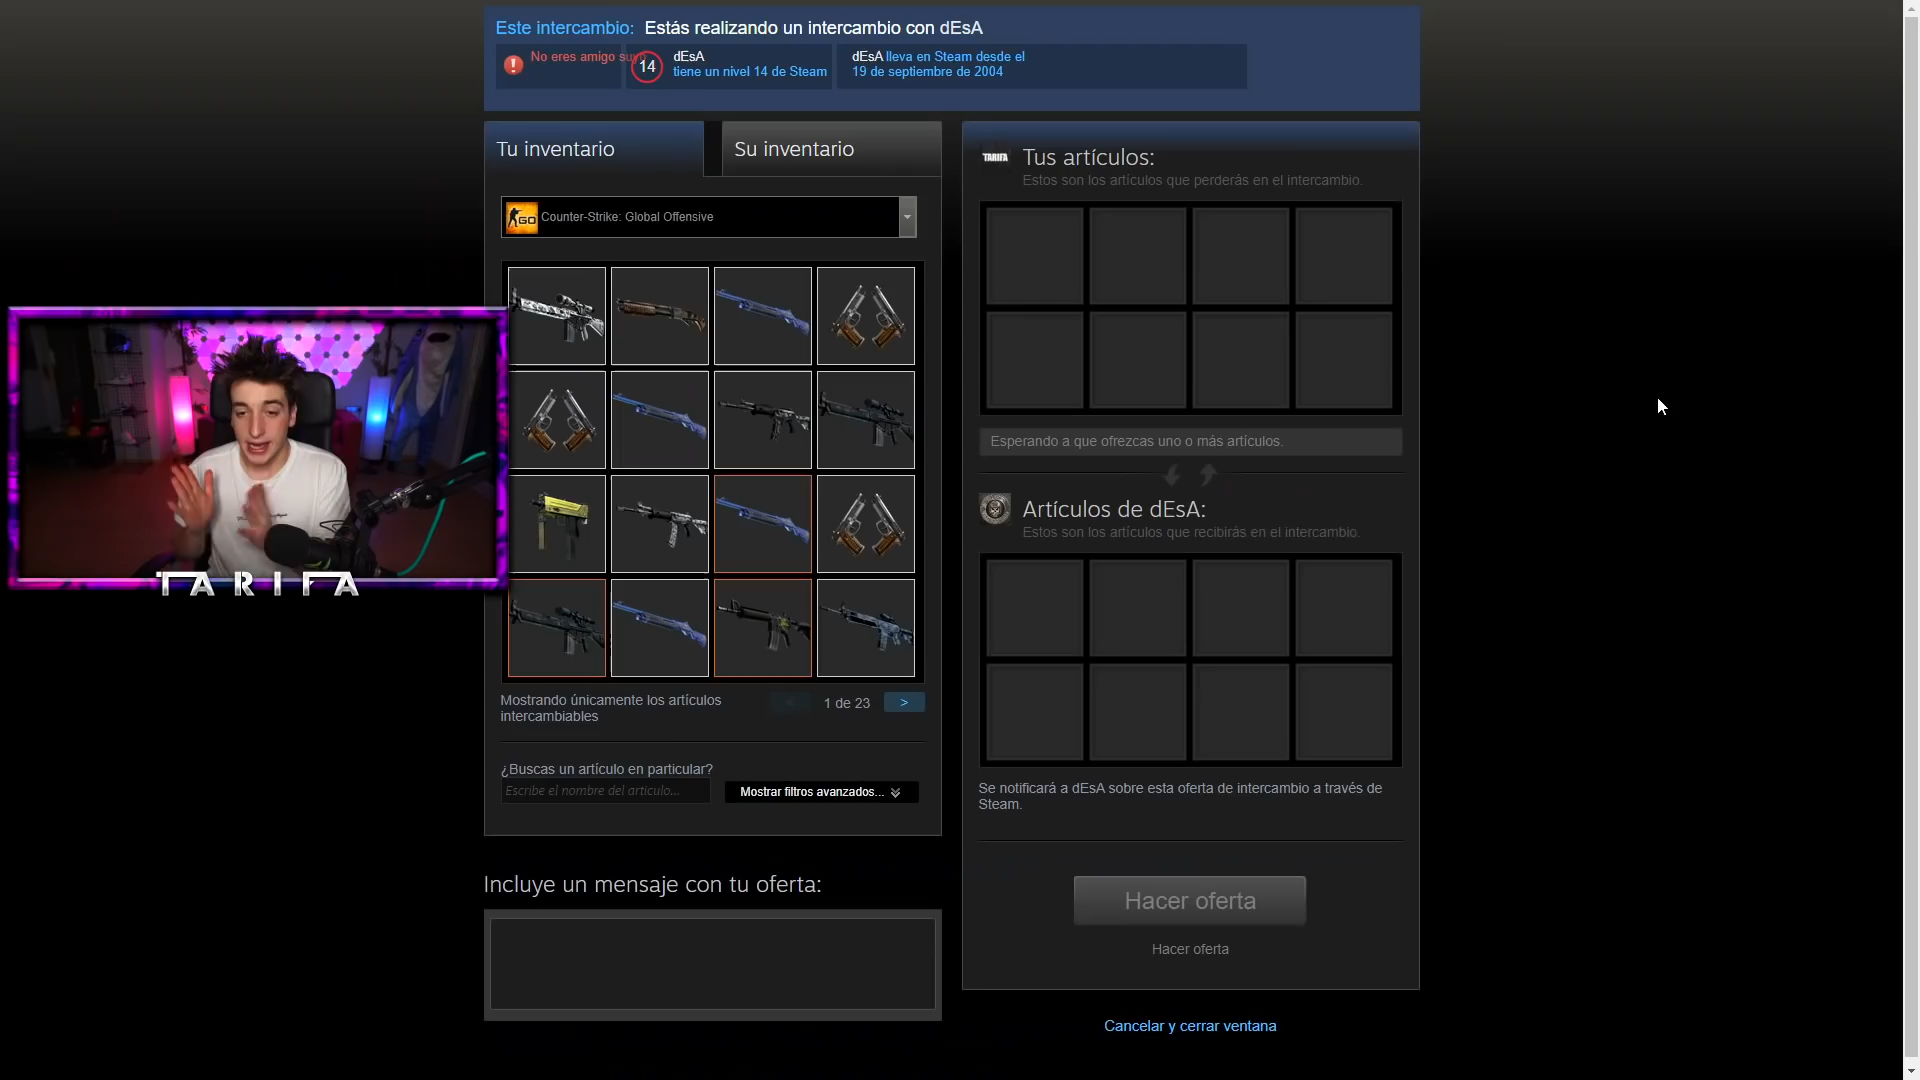 Este intercambio: Estás realizando un intercambio con dEsA
No eres amigo suyo
14
dEsA
tiene un nivel 14 de Steam
dEsA lleva en Steam desde el
19 de septiembre de 2004
Tu inventario
Su inventario
GO
Counter-Strike: Global Offensive
Mostrando únicamente los artículos
intercambiables
<
1 de 23
>
¿Buscas un artículo en particular?
Escribe el nombre del artículo...
Mostrar filtros avanzados...
Incluye un mensaje con tu oferta:
TARIFA
TARIFA
Tus artículos:
Estos son los artículos que perderás en el intercambio.
Esperando a que ofrezcas uno o más artículos.
Artículos de dEsA:
Estos son los artículos que recibirás en el intercambio.
Se notificará a dEsA sobre esta oferta de intercambio a través de
Steam.
Hacer oferta
Hacer oferta
Cancelar y cerrar ventana